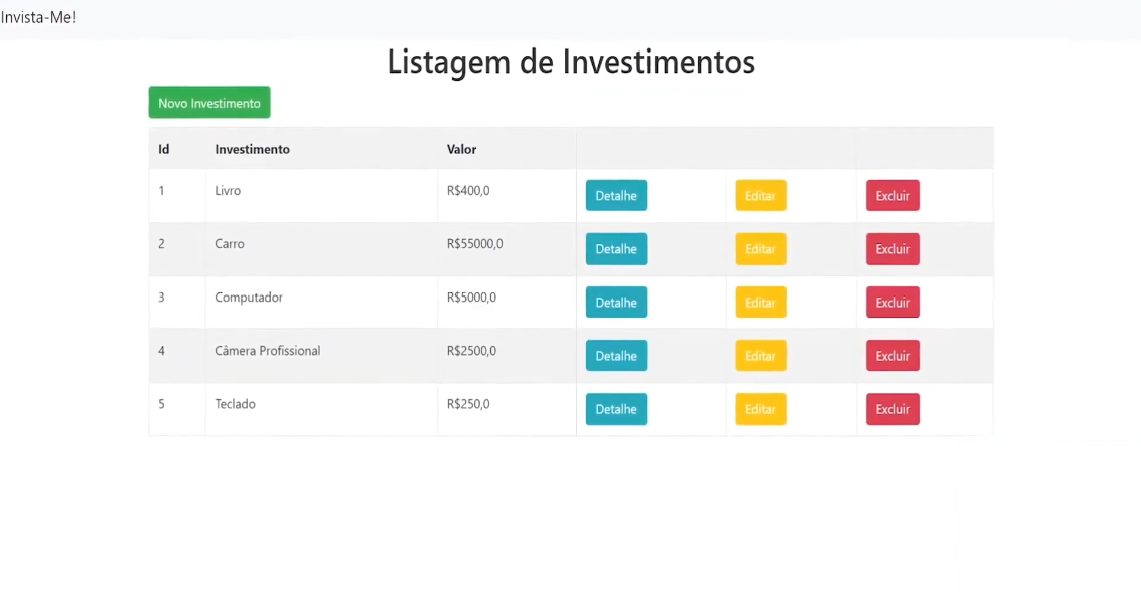 Invista-Me!
Listagem de Investimentos
Novo Investimento
Id Investimento Valor
1 Livro R$400,0 Detalhe Editar Excluir
2 Carro R$55000,0 Detalhe Editar Excluir
3 Computador R$5000,0 Detalhe Editar Excluir
4 Câmera Profissional R$2500,0 Detalhe Editar Excluir
5 Teclado R$250,0 Detalhe Editar Excluir